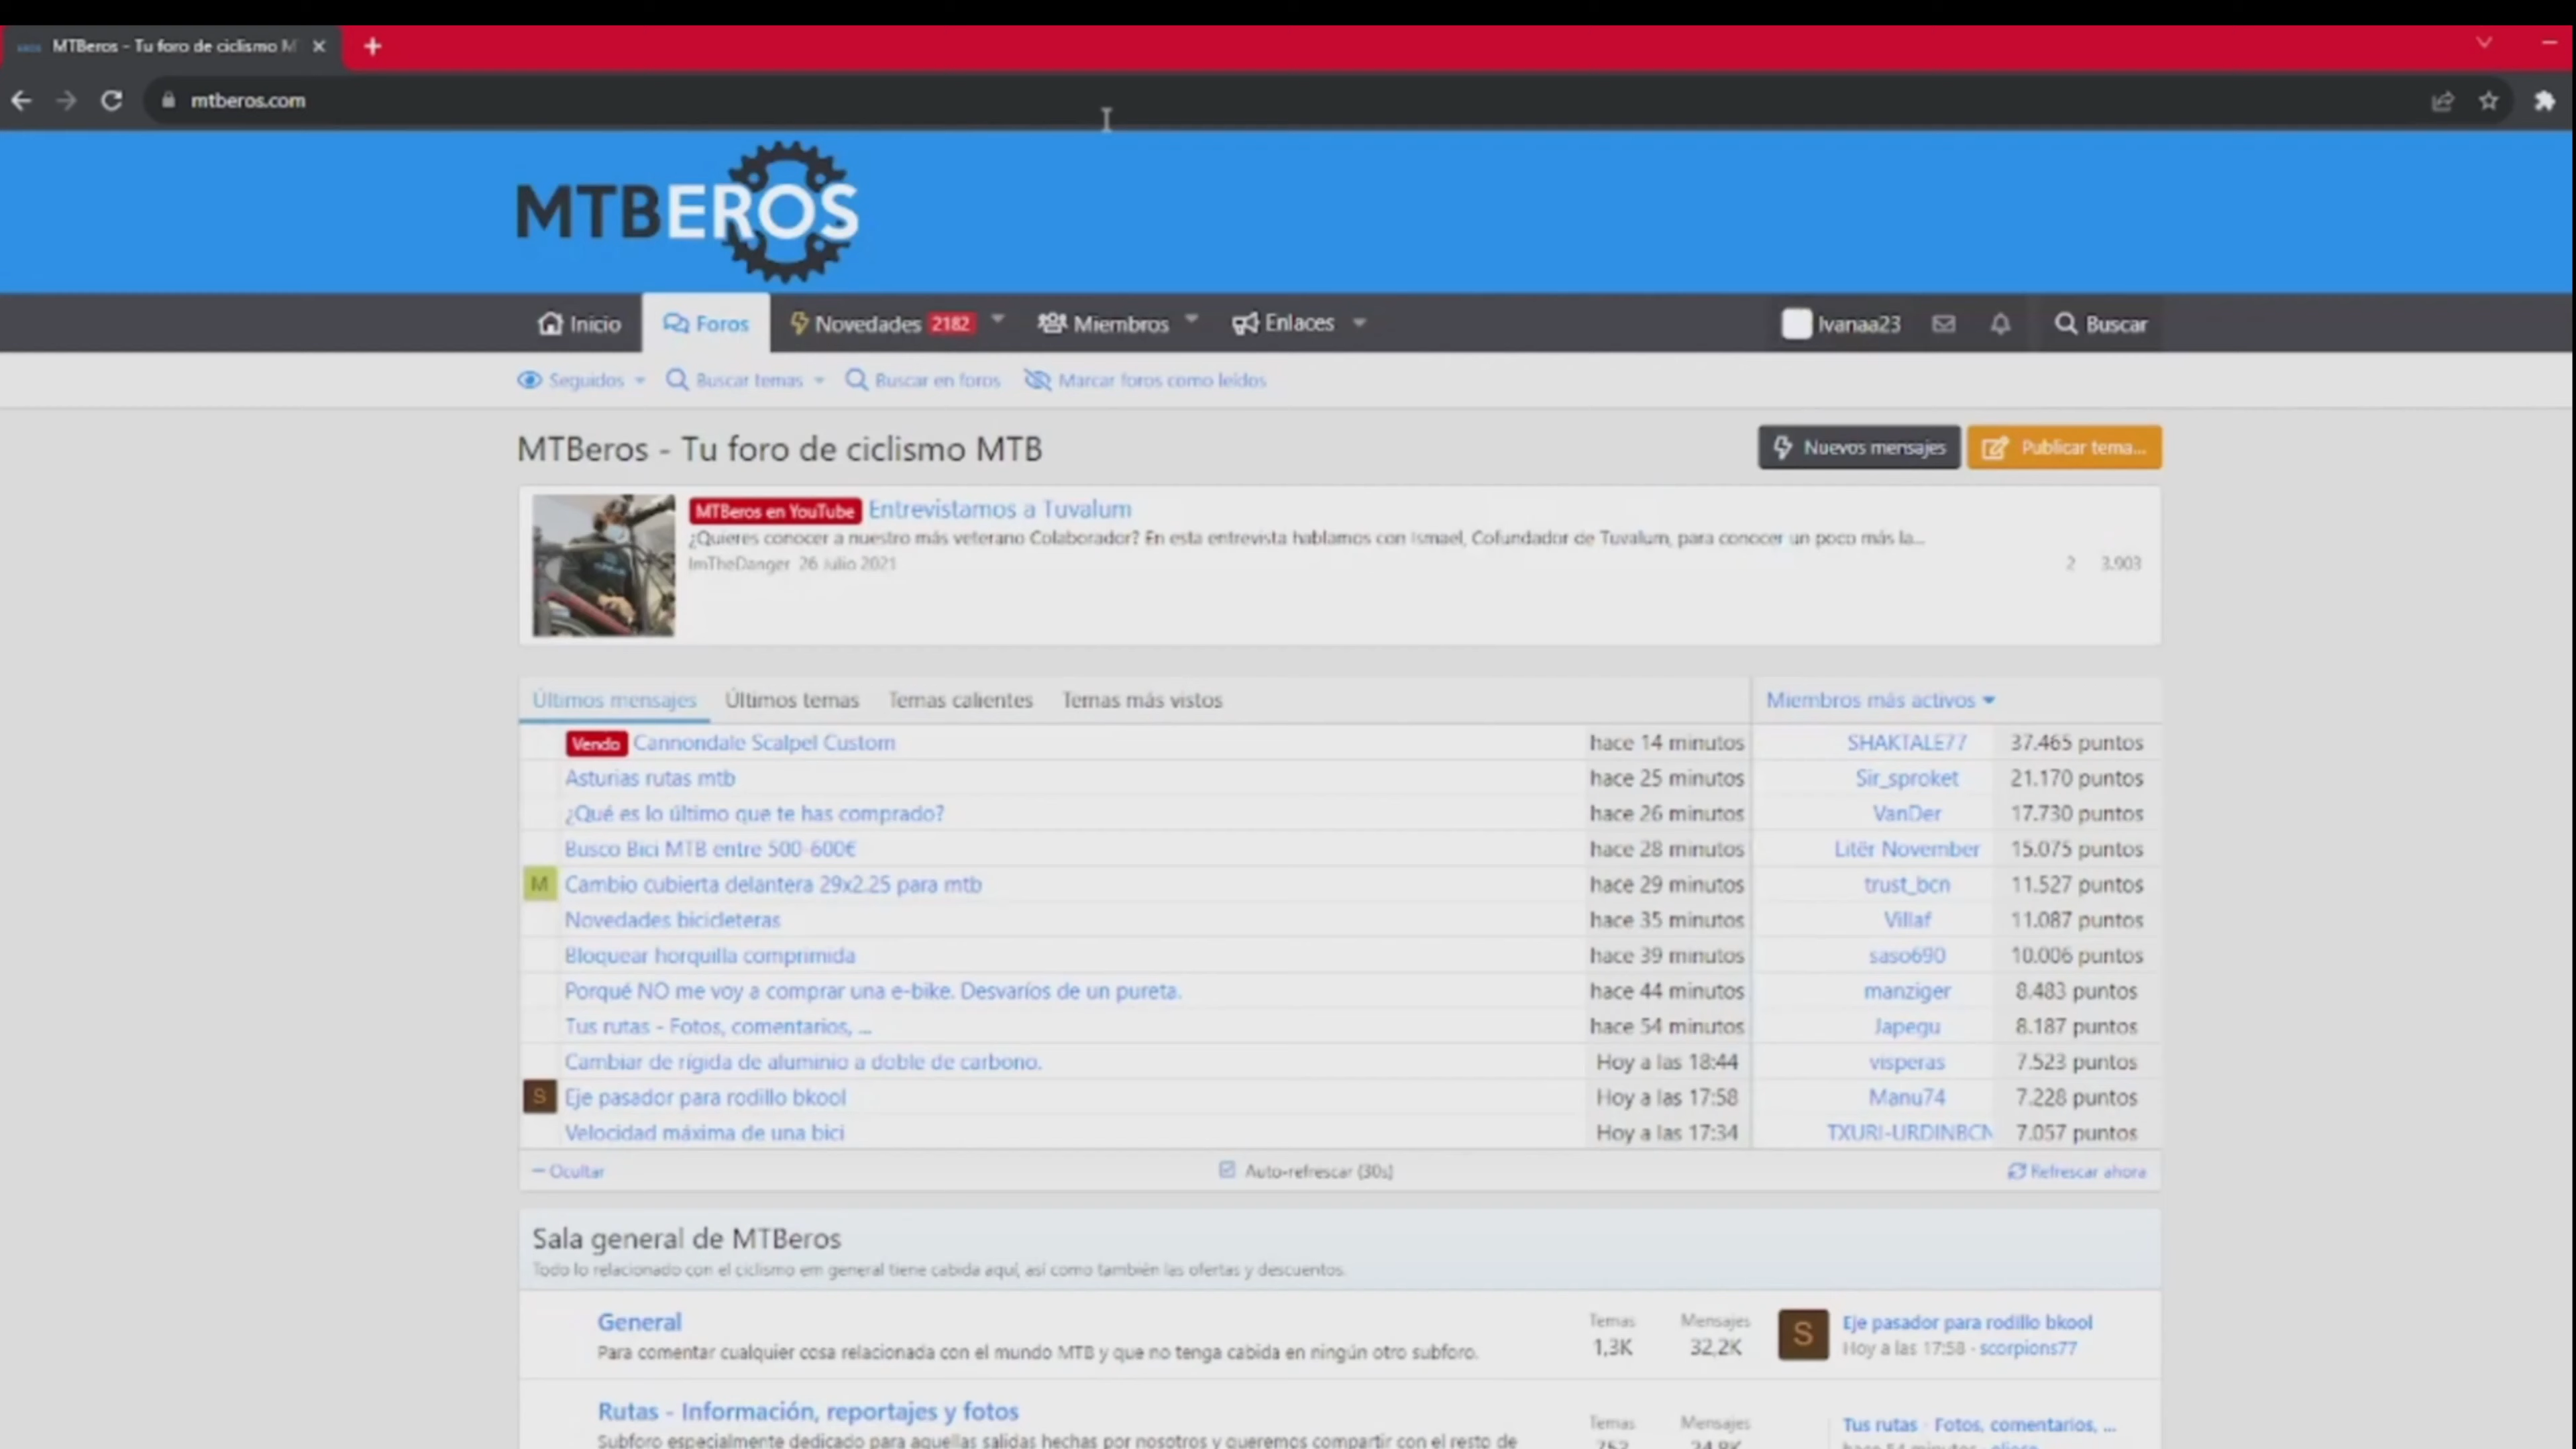 MTBeros - Tu foro de ciclismo M
mtberos.com
MTBEROS
Inicio Foros Novedades 2182 Miembros Enlaces Ivanaa23 Buscar
Seguidos Buscar temas Buscar en foros Marcar foros como leídos
MTBeros - Tu foro de ciclismo MTB Nuevos mensajes Publicar tema...
MTBeros en YouTube Entrevistamos a Tuvalum
¿Quieres conocer a nuestro más veterano Colaborador? En esta entrevista hablamos con Ismael, Cofundador de Tuvalum, para conocer un poco más la...
ImTheDanger 26 Julio 2021 2 3.903
Últimos mensajes Últimos temas Temas calientes Temas más vistos Miembros más activos
Vendo Cannondale Scalpel Custom hace 14 minutos SHAKTALE77 37.465 puntos
Asturias rutas mtb hace 25 minutos Sir_sproket 21.170 puntos
¿Qué es lo último que te has comprado? hace 26 minutos VanDer 17.730 puntos
Busco Bici MTB entre 500-600€ hace 28 minutos Litër November 15.075 puntos
M Cambio cubierta delantera 29x2.25 para mtb hace 29 minutos trust_bcn 11.527 puntos
Novedades bicicleteras hace 35 minutos Villaf 11.087 puntos
Bloquear horquilla comprimida hace 39 minutos saso690 10.006 puntos
Porqué NO me voy a comprar una e-bike. Desvaríos de un pureta. hace 44 minutos manziger 8.483 puntos
Tus rutas - Fotos, comentarios, ... hace 54 minutos Japegu 8.187 puntos
Cambiar de rígida de aluminio a doble de carbono. Hoy a las 18:44 visperas 7.523 puntos
S Eje pasador para rodillo bkool Hoy a las 17:58 Manu74 7.228 puntos
Velocidad máxima de una bici Hoy a las 17:34 TXURI-URDINBCN 7.057 puntos
Ocultar Auto-refrescar (30s) Refrescar ahora
Sala general de MTBeros
Todo lo relacionado con el ciclismo em general tiene cabida aquí, así como también las ofertas y descuentos.
General Temas Mensajes S Eje pasador para rodillo bkool
Para comentar cualquier cosa relacionada con el mundo MTB y que no tenga cabida en ningún otro subforo. 1,3K 32,2K Hoy a las 17:58 · scorpions77
Rutas - Información, reportajes y fotos Temas Mensajes Tus rutas - Fotos, comentarios, ...
Subforo especialmente dedicado para aquellas salidas hechas por nosotros y queremos compartir con el resto de